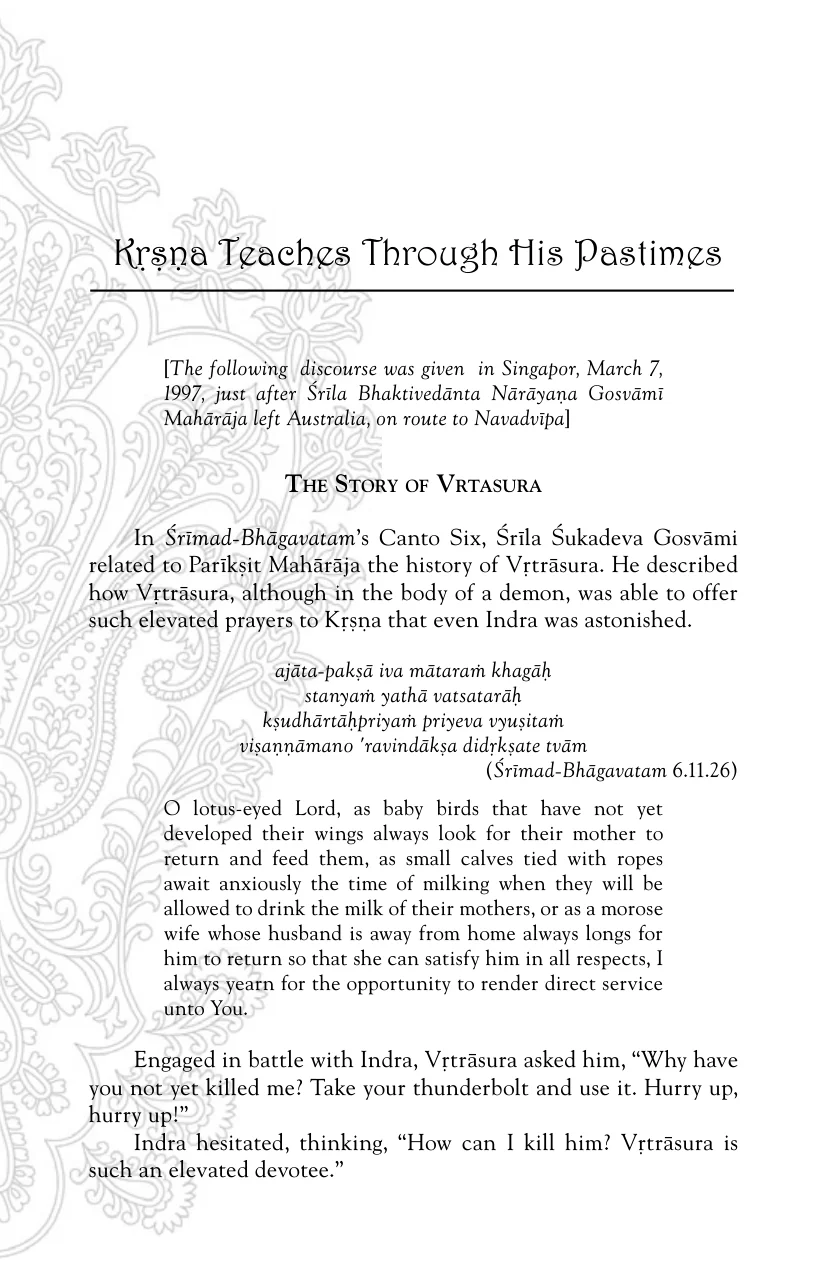 Kṛṣṇa Teaches Through His Pastimes
[The following discourse was given in Singapor, March 7,
1997, just after Śrīla Bhaktivedānta Nārāyaṇa Gosvāmī
Mahārāja left Australia, on route to Navadvīpa]
The Story of Vrtasura
In Śrīmad-Bhāgavatam's Canto Six, Śrīla Śukadeva Gosvāmi
related to Parīkṣit Mahārāja the history of Vṛtrāsura. He described
how Vṛtrāsura, although in the body of a demon, was able to offer
such elevated prayers to Kṛṣṇa that even Indra was astonished.
ajāta-pakṣā iva mātaraṁ khagāḥ
stanyaṁ yathā vatsatarāḥ
kṣudhārtāḥpriyaṁ priyeva vyuṣitaṁ
viṣaṇṇāmano 'ravindākṣa didṛkṣate tvām
(Śrīmad-Bhāgavatam 6.11.26)
O lotus-eyed Lord, as baby birds that have not yet
developed their wings always look for their mother to
return and feed them, as small calves tied with ropes
await anxiously the time of milking when they will be
allowed to drink the milk of their mothers, or as a morose
wife whose husband is away from home always longs for
him to return so that she can satisfy him in all respects, I
always yearn for the opportunity to render direct service
unto You.
Engaged in battle with Indra, Vṛtrāsura asked him, “Why have
you not yet killed me? Take your thunderbolt and use it. Hurry up,
hurry up!”
Indra hesitated, thinking, “How can I kill him? Vṛtrāsura is
such an elevated devotee.”